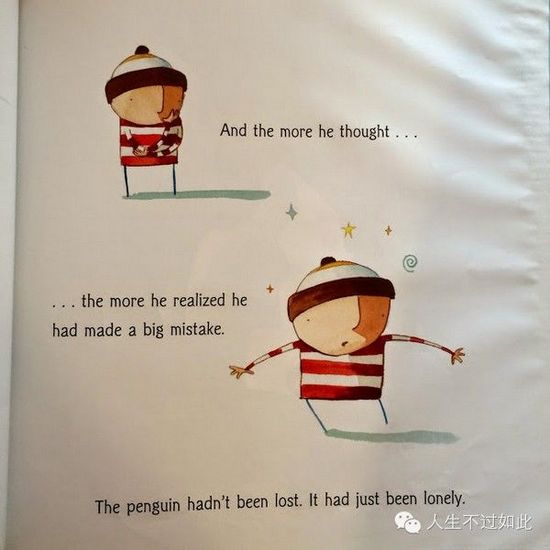 And the more he thought . . .
. . . the more he realized he
had made a big mistake.
The penguin hadn't been lost. It had just been lonely.
人生不过如此